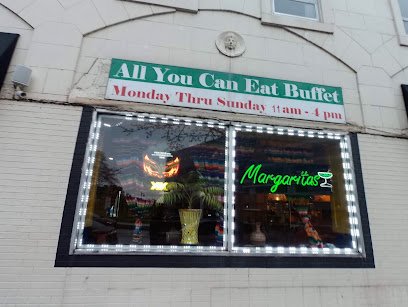 All You Can Eat Buffet
Monday Thru Sunday 11am - 4 pm
Margaritas